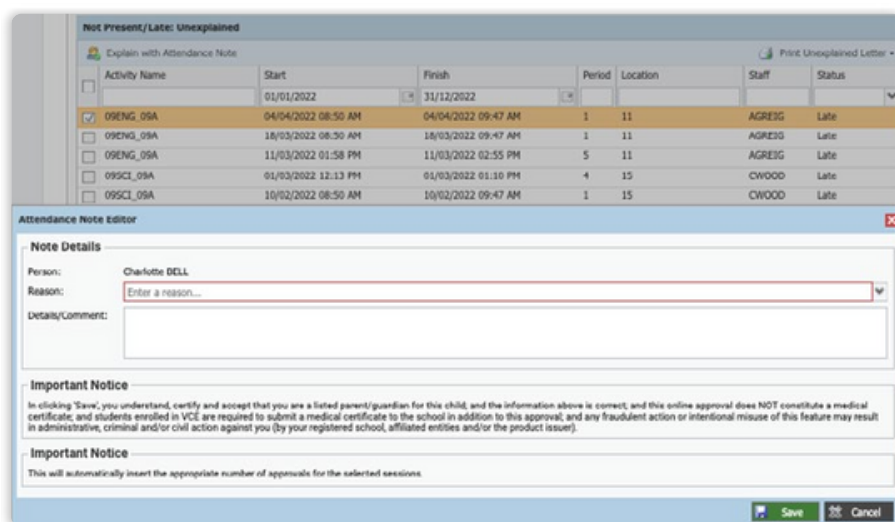 Not Present/Late: Unexplained
Explain with Attendance Note Print Unexplained Letter
Activity Name Start Finish Period Location Staff Status
01/01/2022 31/12/2022
09ENG_09A 04/04/2022 08:50 AM 04/04/2022 09:47 AM 1 11 AGREIG Late
09ENG_09A 18/03/2022 08:50 AM 18/03/2022 09:47 AM 1 11 AGREIG Late
09ENG_09A 11/03/2022 01:58 PM 11/03/2022 02:55 PM 5 11 AGREIG Late
09SCI_09A 01/03/2022 12:13 PM 01/03/2022 01:10 PM 4 15 CWOOD Late
09SCI_09A 10/02/2022 08:50 AM 10/02/2022 09:47 AM 1 15 CWOOD Late
Attendance Note Editor
Note Details
Person: Charlotte DELL
Reason: Enter a reason...
Details/Comment:
Important Notice
In clicking 'Save', you understand, certify and accept that you are a listed parent/guardian for this child; and the information above is correct; and this online approval does NOT constitute a medical
certificate; and students enrolled in VCE are required to submit a medical certificate to the school in addition to this approval; and any fraudulent action or intentional misuse of this feature may result
in administrative, criminal and/or civil action against you (by your registered school, affiliated entities and/or the product issuer).
Important Notice
This will automatically insert the appropriate number of approvals for the selected sessions.
Save Cancel